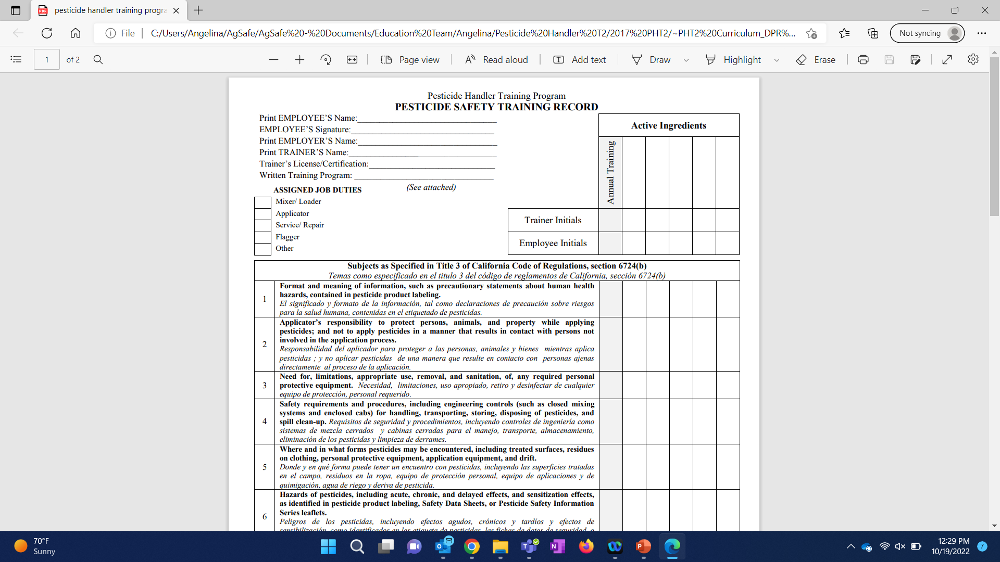 pesticide handler training progra
File
C:/Users/Angelina/AgSafe/AgSafe%20-%20Documents/Education%20Team/Angelina/Pesticide%20Handler%20T2/2017%20PHT2/~PHT2%20Curriculum_DPR%...
Not syncing
1 of 2
Page view
Read aloud
Add text
Draw
Highlight
Erase
Pesticide Handler Training Program
PESTICIDE SAFETY TRAINING RECORD
Print EMPLOYEE'S Name:
EMPLOYEE'S Signature:
Print EMPLOYER'S Name:
Print TRAINER'S Name:
Trainer's License/Certification:
Written Training Program:
(See attached)
ASSIGNED JOB DUTIES
Mixer/ Loader
Applicator
Service/ Repair
Flagger
Other
Active Ingredients
Annual Training
Trainer Initials
Employee Initials
Subjects as Specified in Title 3 of California Code of Regulations, section 6724(b)
Temas como especificado en el titulo 3 del código de reglamentos de California, sección 6724(b)
1
Format and meaning of information, such as precautionary statements about human health
hazards, contained in pesticide product labeling.
El significado y formato de la información, tal como declaraciones de precaución sobre riesgos
para la salud humana, contenidas en el etiquetado de pesticidas.
2
Applicator's responsibility to protect persons, animals, and property while applying
pesticides; and not to apply pesticides in a manner that results in contact with persons not
involved in the application process.
Responsabilidad del aplicador para proteger a las personas, animales y bienes mientras aplica
pesticidas ; y no aplicar pesticidas de una manera que resulte en contacto con personas ajenas
directamente al proceso de la aplicación.
3
Need for, limitations, appropriate use, removal, and sanitation, of, any required personal
protective equipment. Necesidad, limitaciones, uso apropiado, retiro y desinfectar de cualquier
equipo de protección, personal requerido.
4
Safety requirements and procedures, including engineering controls (such as closed mixing
systems and enclosed cabs) for handling, transporting, storing, disposing of pesticides, and
spill clean-up. Requisitos de seguridad y procedimientos, incluyendo controles de ingeniería como
sistemas de mezcla cerrados y cabinas cerradas para el manejo, transporte, almacenamiento,
eliminación de los pesticidas y limpieza de derrames.
5
Where and in what forms pesticides may be encountered, including treated surfaces, residues
on clothing, personal protective equipment, application equipment, and drift.
Donde y en qué forma puede tener un encuentro con pesticidas, incluyendo las superficies tratadas
en el campo, residuos en la ropa, equipo de protección personal, equipo de aplicaciones y de
quimigación, agua de riego y deriva de pesticida.
6
Hazards of pesticides, including acute, chronic, and delayed effects, and sensitization effects,
as identified in pesticide product labeling, Safety Data Sheets, or Pesticide Safety Information
Series leaflets.
Peligros de los pesticidas, incluyendo efectos agudos, crónicos y tardíos y efectos de
sensibilización, como identificados en las etiqueta de pesticidas, las fichas de datos de seguridad, o
70°F
Sunny
12:29 PM
10/19/2022
7